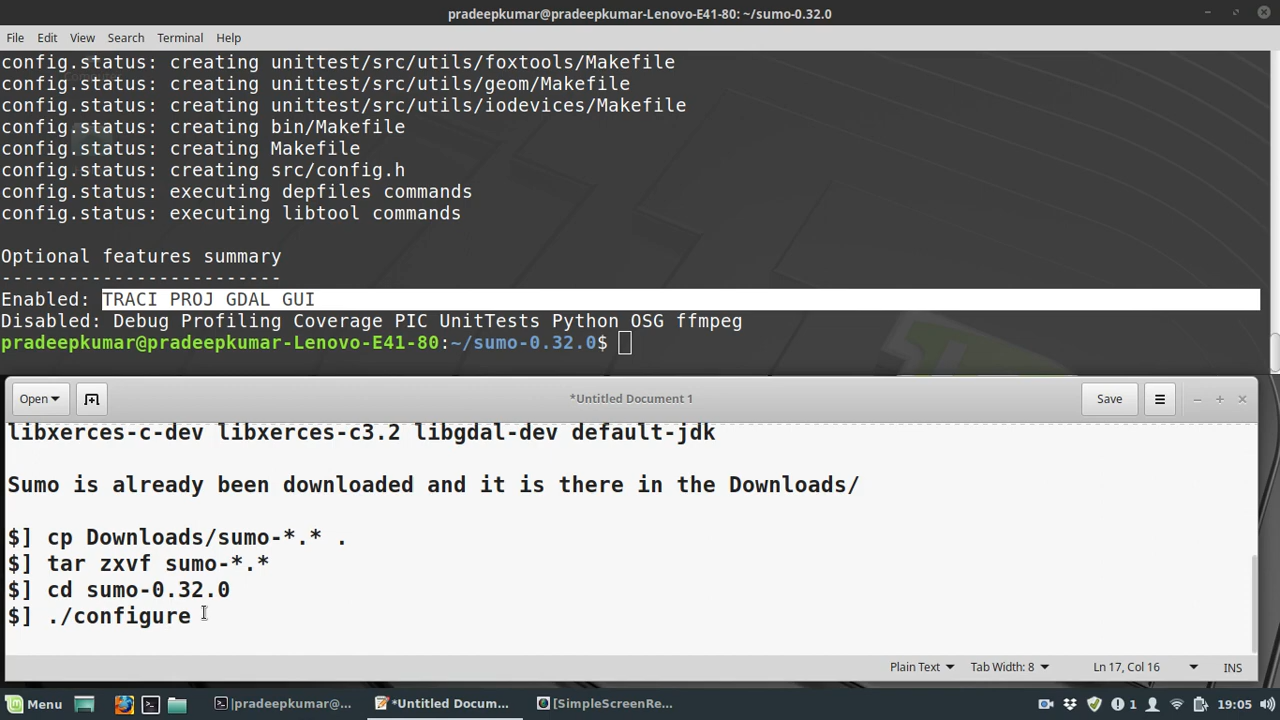 pradeepkumar@pradeepkumar-Lenovo-E41-80: ~/sumo-0.32.0
File Edit View Search Terminal Help
config.status: creating unittest/src/utils/foxtools/Makefile
config.status: creating unittest/src/utils/geom/Makefile
config.status: creating unittest/src/utils/iodevices/Makefile
config.status: creating bin/Makefile
config.status: creating Makefile
config.status: creating src/config.h
config.status: executing depfiles commands
config.status: executing libtool commands
Optional features summary
-------------------------
Enabled: TRACI PROJ GDAL GUI
Disabled: Debug Profiling Coverage PIC UnitTests Python OSG ffmpeg
pradeepkumar@pradeepkumar-Lenovo-E41-80:~/sumo-0.32.0$
Open *Untitled Document 1 Save
libxerces-c-dev libxerces-c3.2 libgdal-dev default-jdk
Sumo is already been downloaded and it is there in the Downloads/
$] cp Downloads/sumo-*.* .
$] tar zxvf sumo-*.*
$] cd sumo-0.32.0
$] ./configure
Plain Text Tab Width: 8 Ln 17, Col 16 INS
Menu |pradeepkumar@... *Untitled Docum... [SimpleScreenRe... 1 19:05